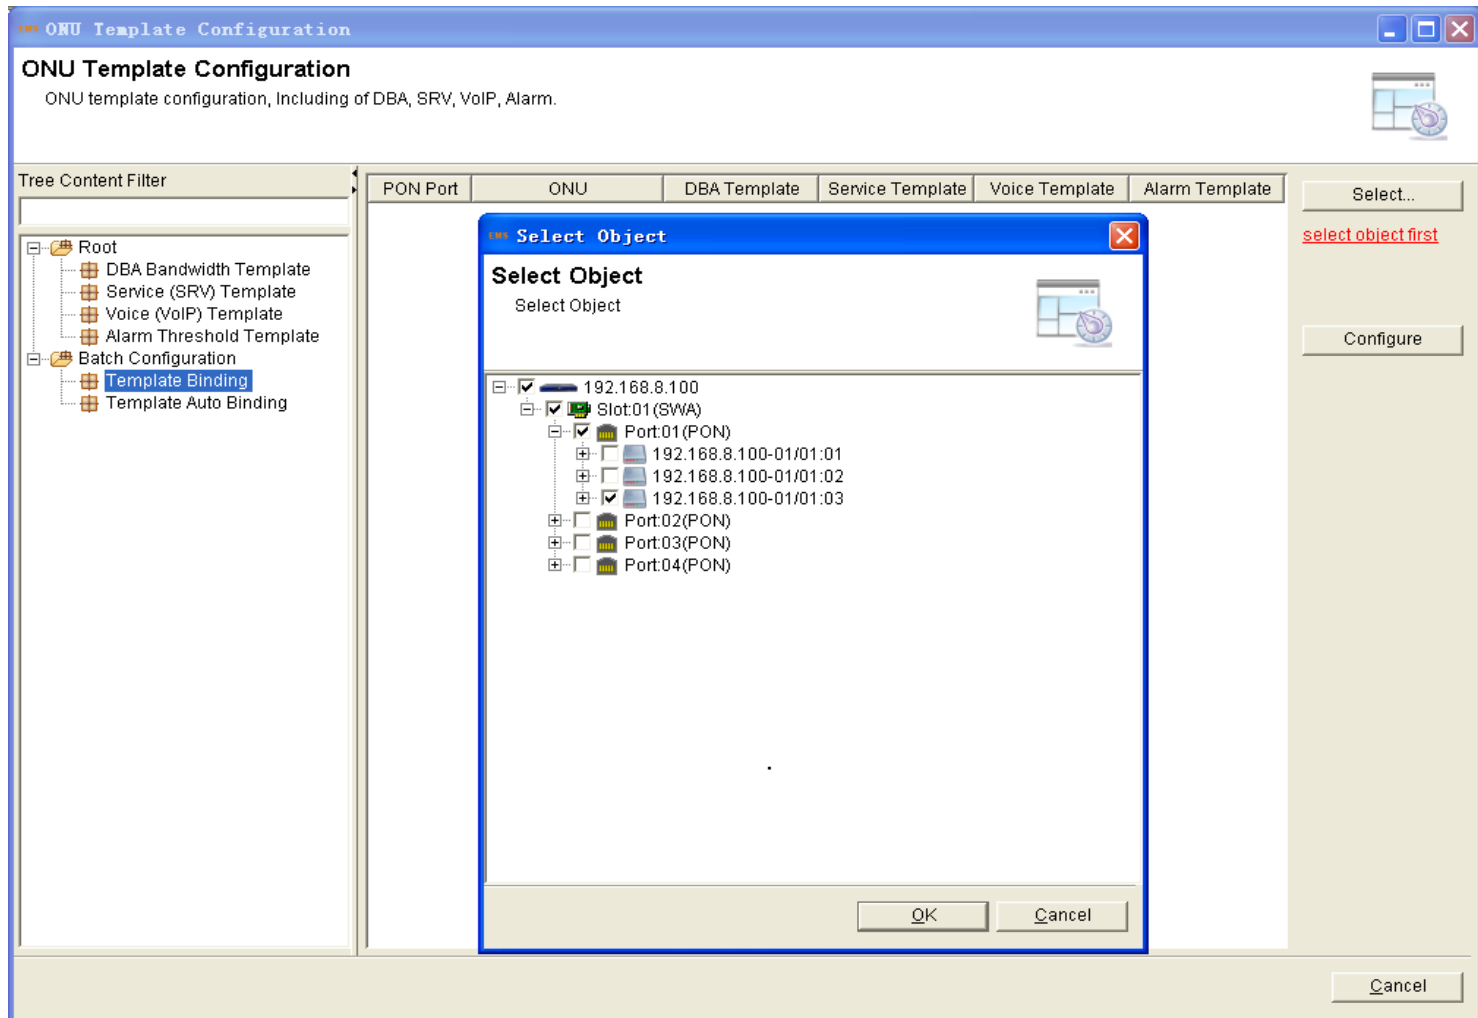 EMS ONU Template Configuration
ONU Template Configuration
ONU template configuration, Including of DBA, SRV, VoIP, Alarm.
Tree Content Filter
Root
DBA Bandwidth Template
Service (SRV) Template
Voice (VoIP) Template
Alarm Threshold Template
Batch Configuration
Template Binding
Template Auto Binding
PON Port ONU DBA Template Service Template Voice Template Alarm Template
EMS Select Object
Select Object
Select Object
192.168.8.100
Slot:01(SWA)
Port:01(PON)
192.168.8.100-01/01:01
192.168.8.100-01/01:02
192.168.8.100-01/01:03
Port:02(PON)
Port:03(PON)
Port:04(PON)
OK Cancel
Select...
select object first
Configure
Cancel